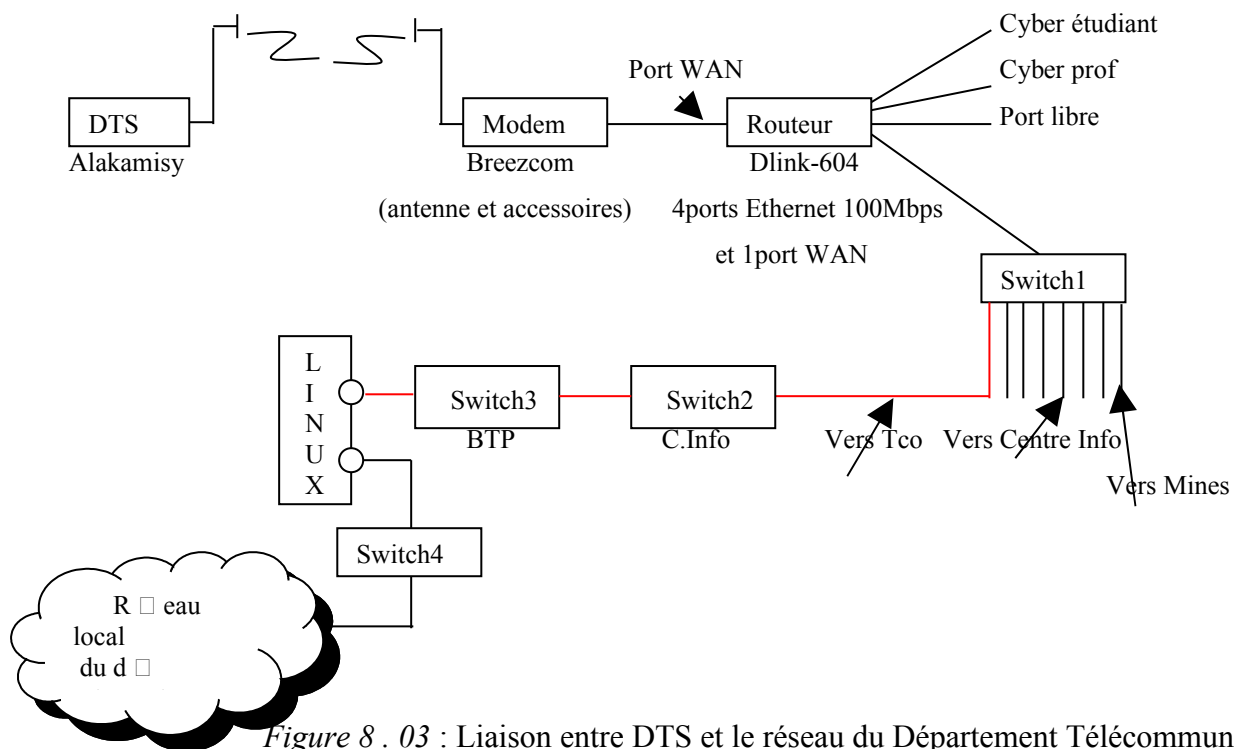 Cyber étudiant
Port WAN
Cyber prof
DTS
Modem
Routeur
Port libre
Alakamisy
Breezcom
Dlink-604
(antenne et accessoires)
4ports Ethernet 100Mbps
et 1port WAN
Switch1
L
I
N
U
X
Switch3
Switch2
BTP
C.Info
Vers Tco
Vers Centre Info
Vers Mines
Switch4
R □ eau
local
du d □
Figure 8 . 03 : Liaison entre DTS et le réseau du Département Télécommun